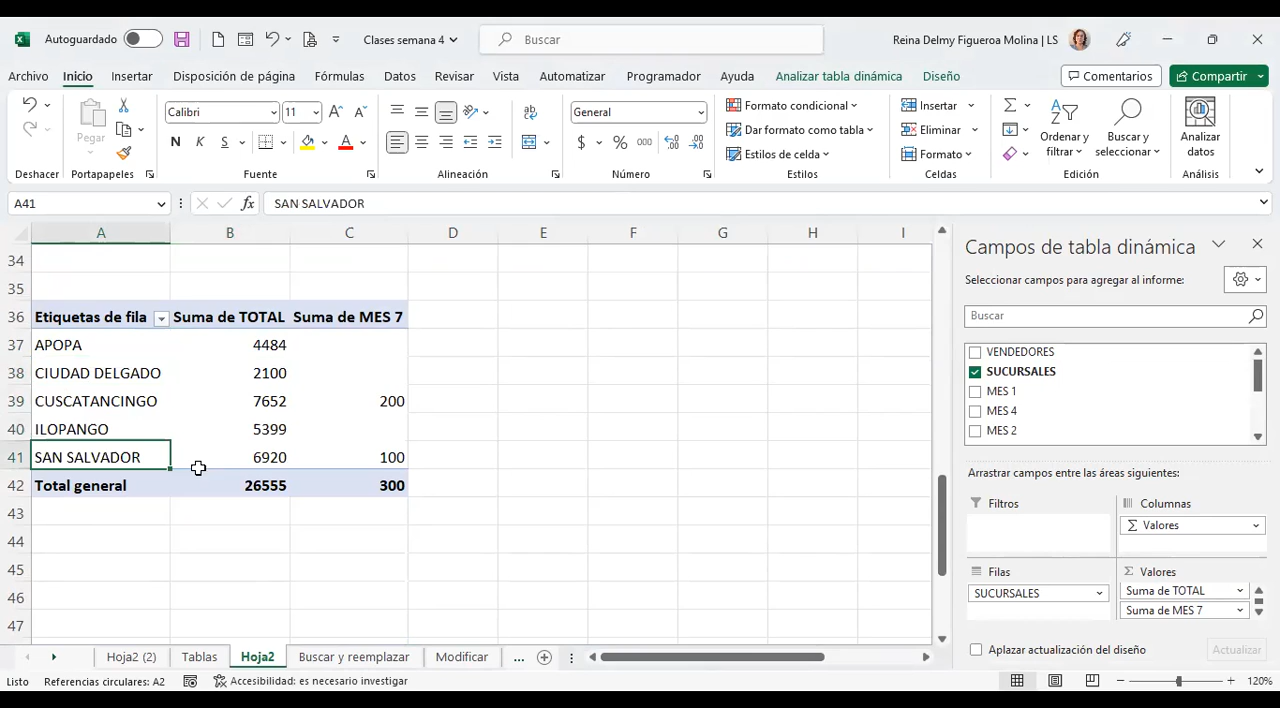 Autoguardado
Clases semana 4
Buscar
Reina Delmy Figueroa Molina | LS
Archivo Inicio Insertar Disposición de página Fórmulas Datos Revisar Vista Automatizar Programador Ayuda Analizar tabla dinámica Diseño
Comentarios Compartir
Pegar
Calibri 11
N K S
General
$ % 000
Formato condicional
Dar formato como tabla
Estilos de celda
Insertar
Eliminar
Formato
Ordenar y filtrar
Buscar y seleccionar
Analizar datos
Deshacer Portapapeles Fuente Alineación Número Estilos Celdas Edición Análisis
A41 fx SAN SALVADOR
A B C D E F G H I
34
35
36 Etiquetas de fila Suma de TOTAL Suma de MES 7
37 APOPA 4484
38 CIUDAD DELGADO 2100
39 CUSCATANCINGO 7652 200
40 ILOPANGO 5399
41 SAN SALVADOR 6920 100
42 Total general 26555 300
43
44
45
46
47
Campos de tabla dinámica
Seleccionar campos para agregar al informe:
Buscar
VENDEDORES
SUCURSALES
MES 1
MES 4
MES 2
Arrastrar campos entre las áreas siguientes:
Filtros
Columnas
Σ Valores
Filas
SUCURSALES
Σ Valores
Suma de TOTAL
Suma de MES 7
Aplazar actualización del diseño
Actualizar
Hoja2 (2) Tablas Hoja2 Buscar y reemplazar Modificar ...
Listo Referencias circulares: A2 Accesibilidad: es necesario investigar
120%